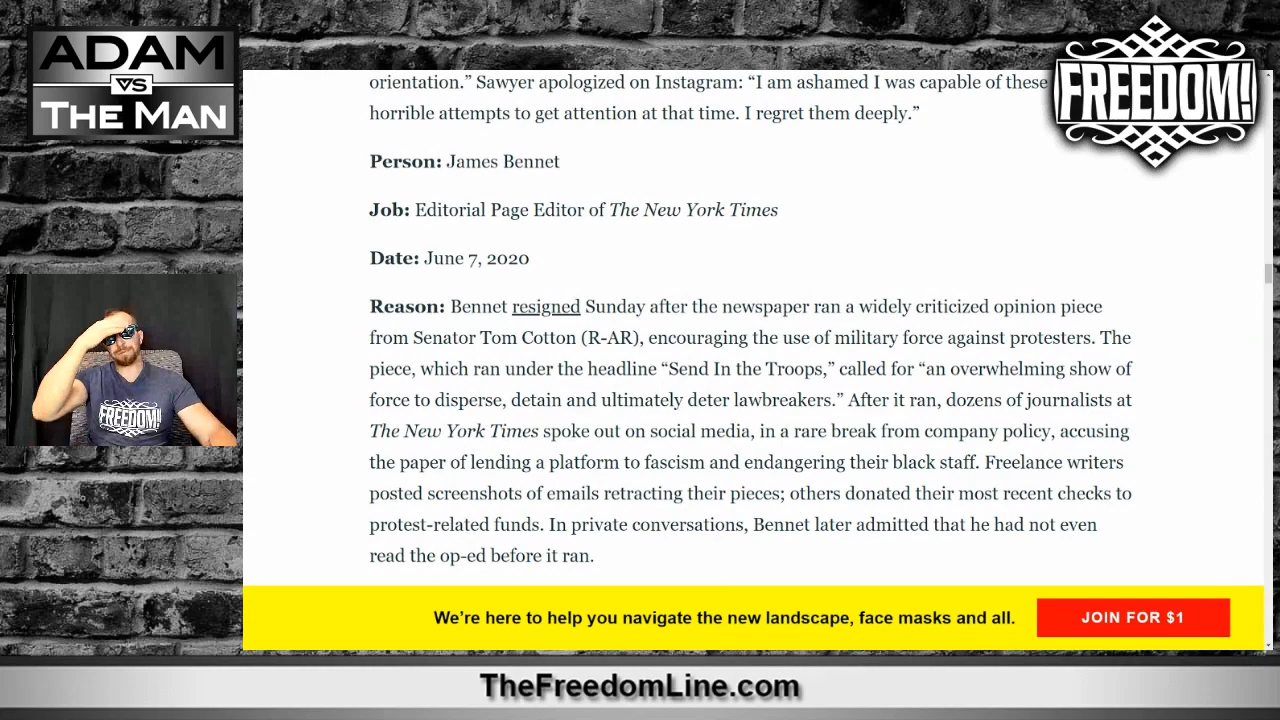 ADAM
VS
THE MAN
FREEDOM!
orientation.” Sawyer apologized on Instagram: “I am ashamed I was capable of these
horrible attempts to get attention at that time. I regret them deeply.”
Person: James Bennet
Job: Editorial Page Editor of The New York Times
Date: June 7, 2020
Reason: Bennet resigned Sunday after the newspaper ran a widely criticized opinion piece
from Senator Tom Cotton (R-AR), encouraging the use of military force against protesters. The
piece, which ran under the headline “Send In the Troops,” called for “an overwhelming show of
force to disperse, detain and ultimately deter lawbreakers.” After it ran, dozens of journalists at
The New York Times spoke out on social media, in a rare break from company policy, accusing
the paper of lending a platform to fascism and endangering their black staff. Freelance writers
posted screenshots of emails retracting their pieces; others donated their most recent checks to
protest-related funds. In private conversations, Bennet later admitted that he had not even
read the op-ed before it ran.
FREEDOM!
We’re here to help you navigate the new landscape, face masks and all.
JOIN FOR $1
TheFreedomLine.com